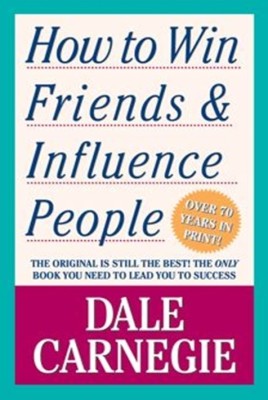 How to Win
Friends &
Influence
People
OVER 70
YEARS IN
PRINT!
THE ORIGINAL IS STILL THE BEST! THE ONLY
BOOK YOU NEED TO LEAD YOU TO SUCCESS
DALE
CARNEGIE